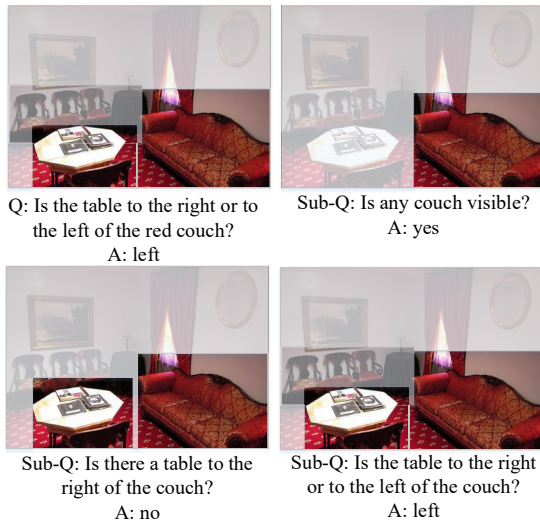 Q: Is the table to the right or to
the left of the red couch?
A: left
Sub-Q: Is any couch visible?
A: yes
Sub-Q: Is there a table to the
right of the couch?
A: no
Sub-Q: Is the table to the right
or to the left of the couch?
A: left